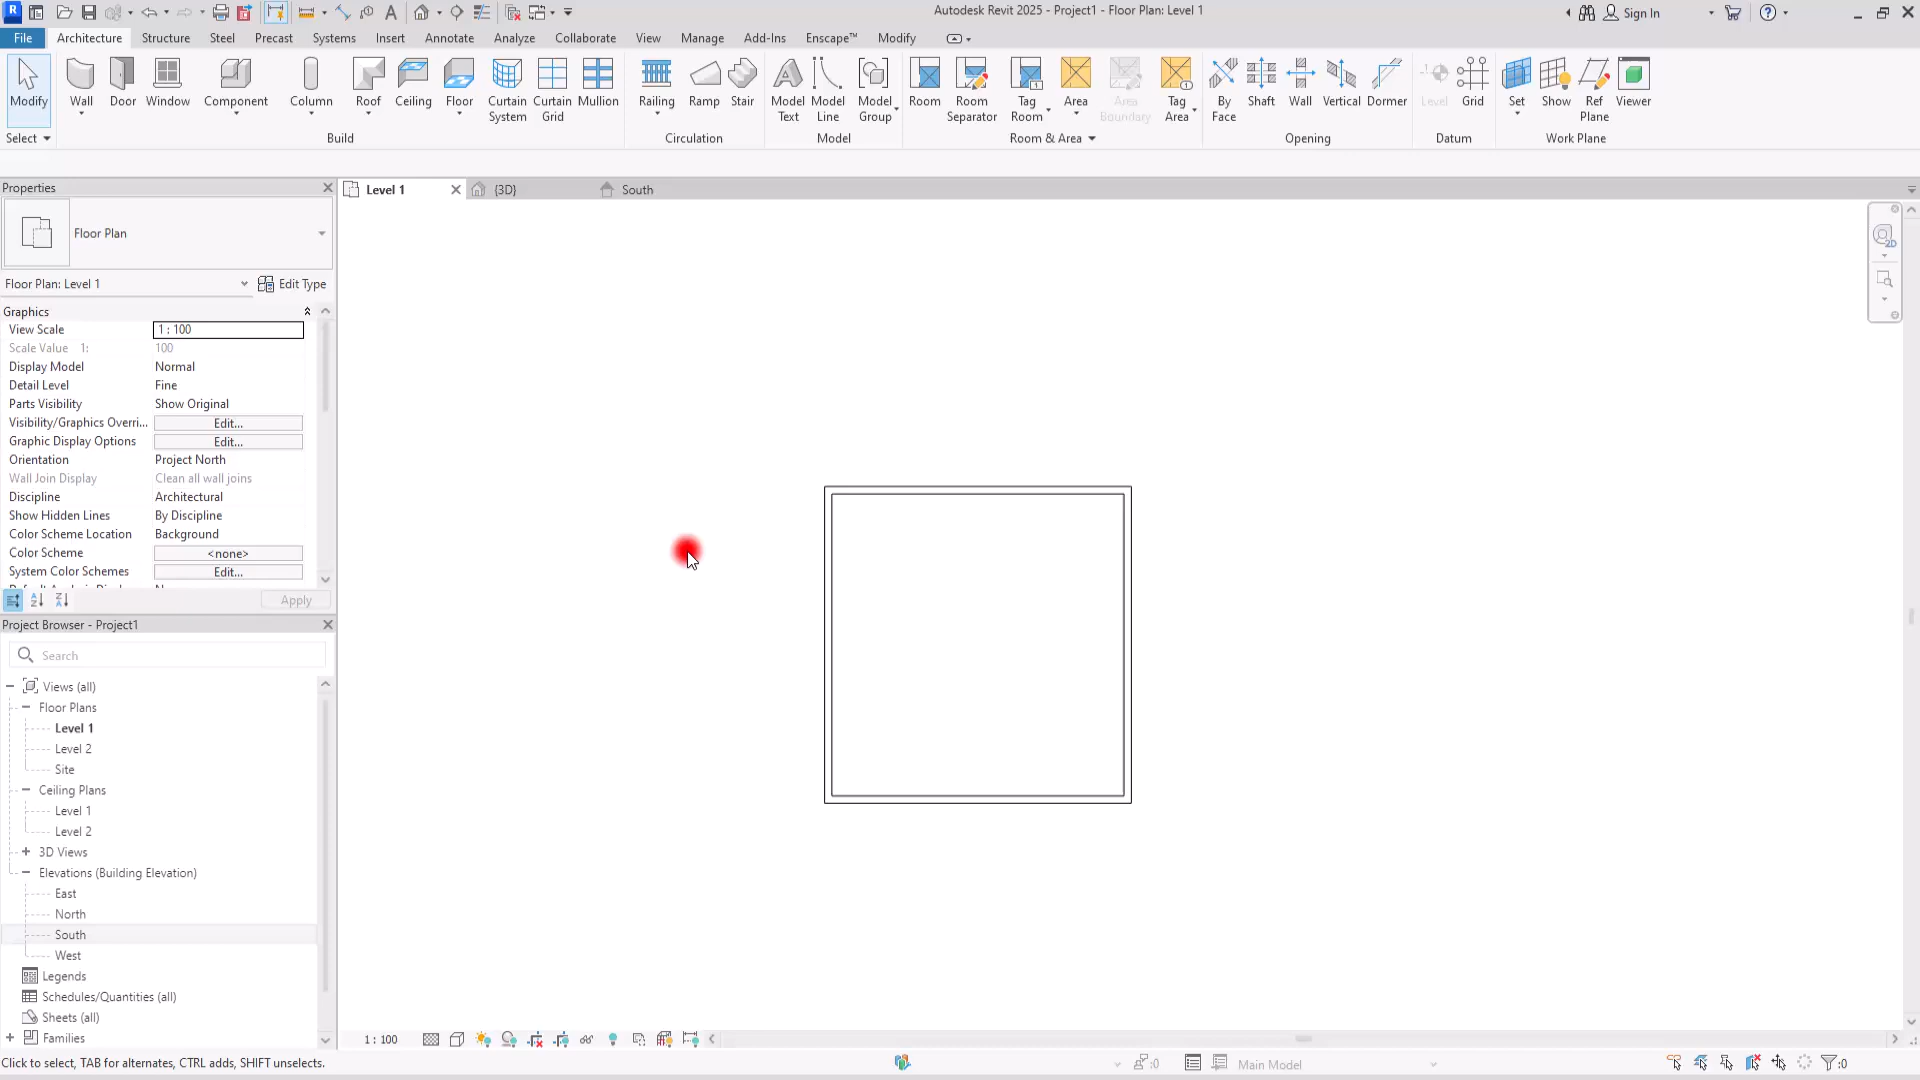 Autodesk Revit 2025 - Project1 - Floor Plan: Level 1
Sign In
File Architecture Structure Steel Precast Systems Insert Annotate Analyze Collaborate View Manage Add-Ins Enscape™ Modify
Modify Wall Door Window Component Column Roof Ceiling Floor Curtain System Curtain Grid Mullion Railing Ramp Stair Model Text Model Line Model Group Room Room Separator Tag Room Area Area Boundary Tag Area By Face Shaft Wall Vertical Dormer Level Grid Set Show Ref Plane Viewer
Select Build Circulation Model Room & Area Opening Datum Work Plane
Properties
Level 1 {3D} South
Floor Plan
2D
Floor Plan: Level 1 Edit Type
Graphics
View Scale 1 : 100
Scale Value 1: 100
Display Model Normal
Detail Level Fine
Parts Visibility Show Original
Visibility/Graphics Overri... Edit...
Graphic Display Options Edit...
Orientation Project North
Wall Join Display Clean all wall joins
Discipline Architectural
Show Hidden Lines By Discipline
Color Scheme Location Background
Color Scheme <none>
System Color Schemes Edit...
Apply
Project Browser - Project1
Search
Views (all)
Floor Plans
Level 1
Level 2
Site
Ceiling Plans
Level 1
Level 2
3D Views
Elevations (Building Elevation)
East
North
South
West
Legends
Schedules/Quantities (all)
Sheets (all)
Families
1 : 100
Click to select, TAB for alternates, CTRL adds, SHIFT unselects.
:0
Main Model
:0